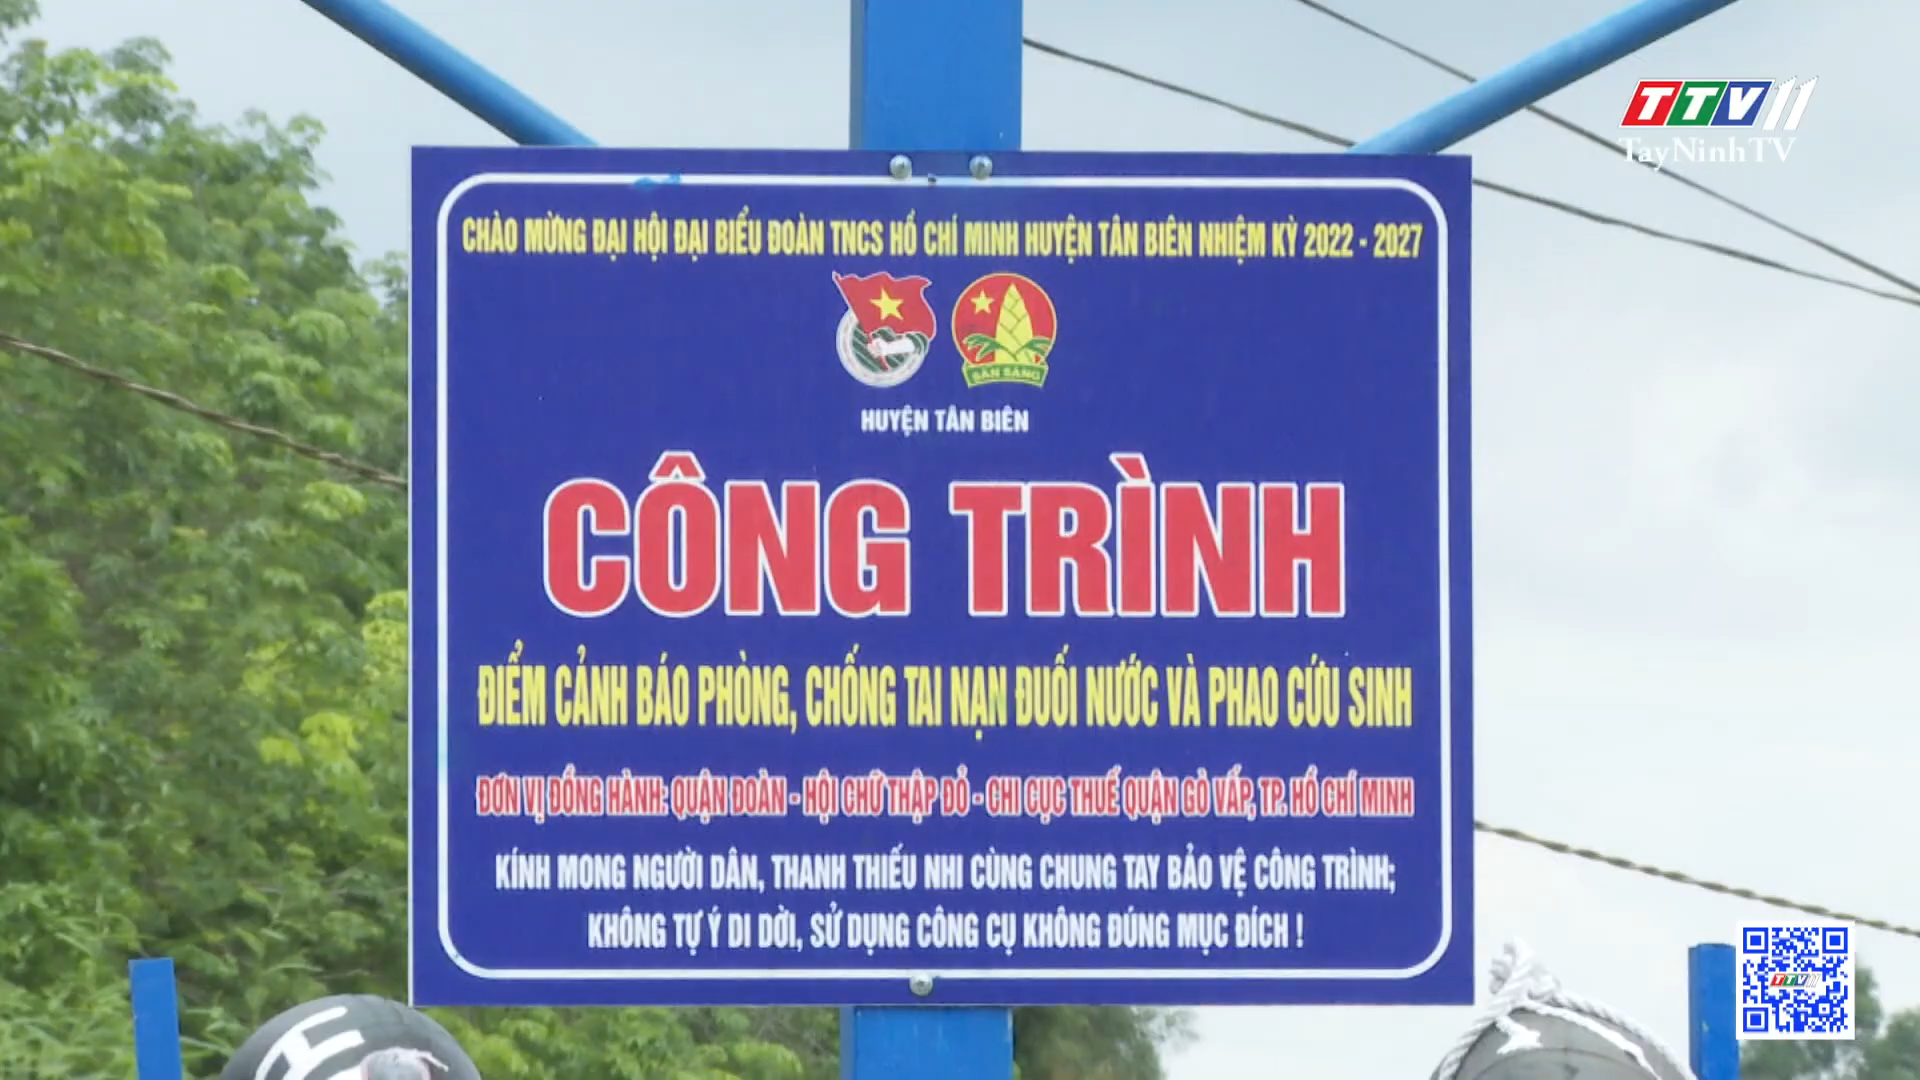 TTV11
TayNinhTV
CHÀO MỪNG ĐẠI HỘI ĐẠI BIỂU ĐOÀN TNCS HỒ CHÍ MINH HUYỆN TÂN BIÊN NHIỆM KỲ 2022 - 2027
SẴN SÀNG
HUYỆN TÂN BIÊN
CÔNG TRÌNH
ĐIỂM CẢNH BÁO PHÒNG, CHỐNG TAI NẠN ĐUỐI NƯỚC VÀ PHAO CỨU SINH
ĐƠN VỊ ĐỒNG HÀNH: QUẬN ĐOÀN - HỘI CHỮ THẬP ĐỎ - CHI CỤC THUẾ QUẬN GÒ VẤP, TP. HỒ CHÍ MINH
KÍNH MONG NGƯỜI DÂN, THANH THIẾU NHI CÙNG CHUNG TAY BẢO VỆ CÔNG TRÌNH;
KHÔNG TỰ Ý DI DỜI, SỬ DỤNG CÔNG CỤ KHÔNG ĐÚNG MỤC ĐÍCH !
TTV11